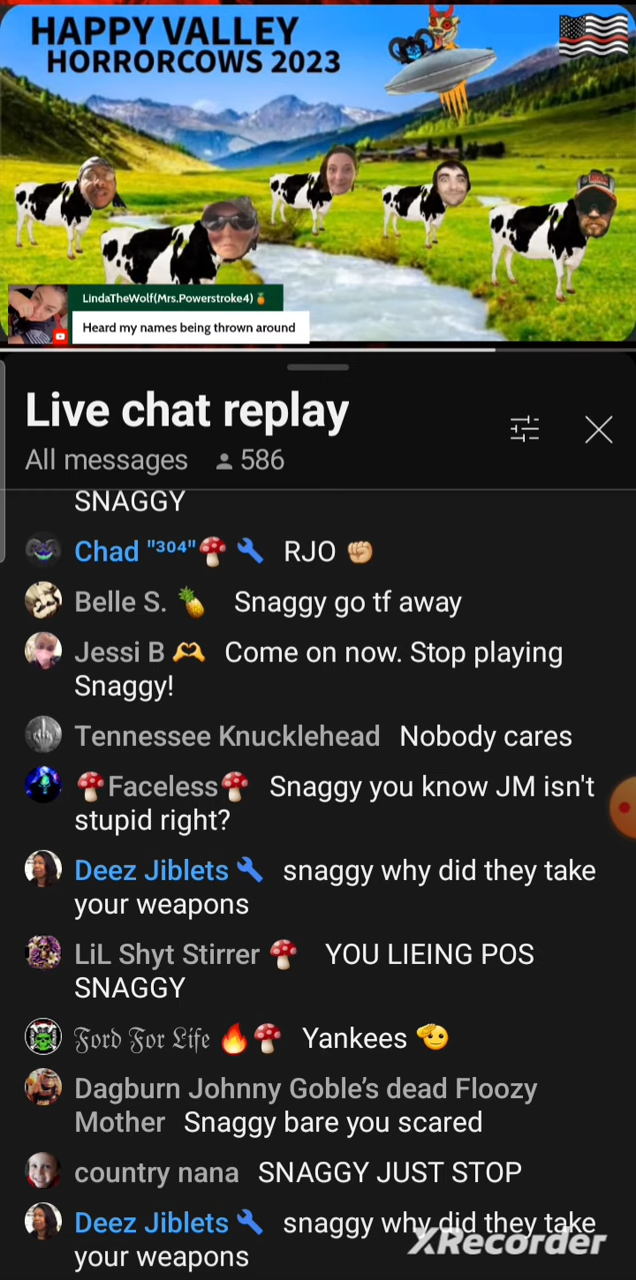 HAPPY VALLEY
HORRORCOWS 2023
LindaTheWolf(Mrs.Powerstroke4)🍍
Heard my names being thrown around
Live chat replay
All messages 586
SNAGGY
Chad "³⁰⁴"🍄🔧 RJO ✊🏼
Belle S. 🍍 Snaggy go tf away
Jessi B 🫶 Come on now. Stop playing
Snaggy!
Tennessee Knucklehead Nobody cares
🍄Faceless🍄 Snaggy you know JM isn't
stupid right?
Deez Jiblets 🔧 snaggy why did they take
your weapons
LiL Shyt Stirrer 🍄 YOU LIEING POS
SNAGGY
𝔉𝔬𝔯𝔡 𝔉𝔬𝔯 𝔏𝔦𝔣𝔢 🔥🍄 Yankees 🫡
Dagburn Johnny Goble’s dead Floozy
Mother Snaggy bare you scared
country nana SNAGGY JUST STOP
Deez Jiblets 🔧 snaggy why did they take
your weapons
XRecorder